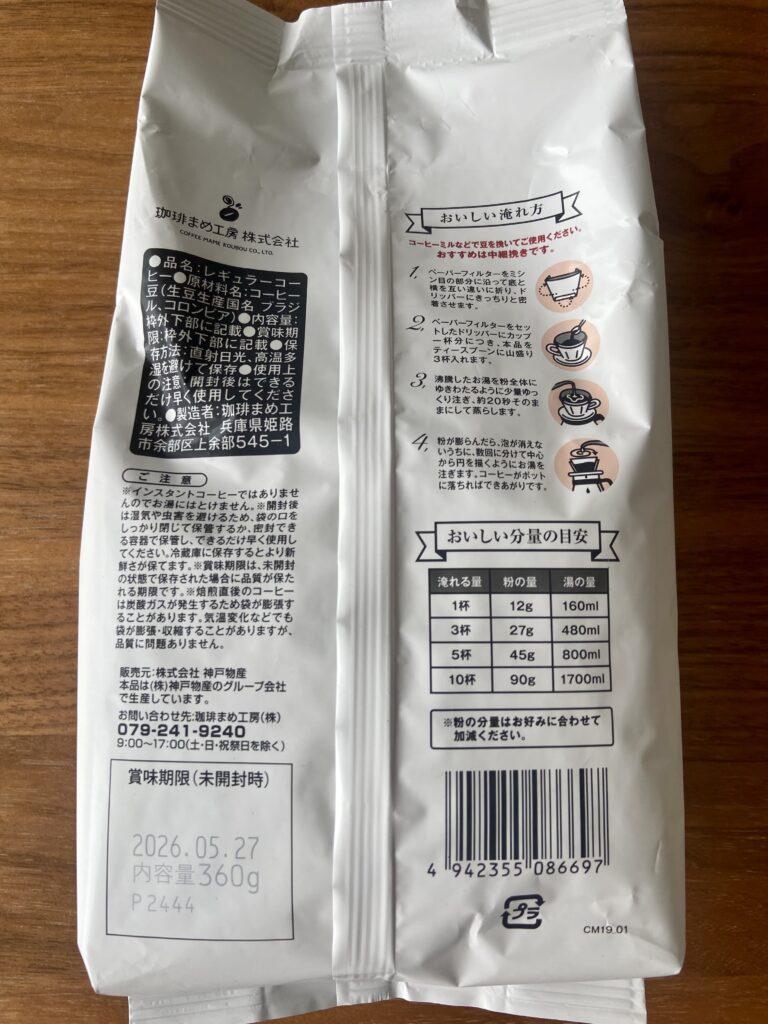 珈琲まめ工房 株式会社
COFFEE MAME KOUBOU CO., LTD.
●品名:レギュラーコー
ヒー●原材料名:コーヒー
豆(生豆生産国名 ブラジ
ル、コロンビア)●内容量:
枠外下部に記載●賞味期
限:枠外下部に記載●保
存方法:直射日光、高温多
湿を避けて保存●使用上
の注意:開封後はできる
だけ早く使用してくださ
い。●製造者:珈琲まめ工
房株式会社 兵庫県姫路
市余部区上余部545-1
ご注意
※インスタントコーヒーではありませ
んのでお湯にはとけません。※開封後
は湿気や虫害を避けるため、袋の口を
しっかり閉じて保管するか、密封でき
る容器で保管し、できるだけ早く使用し
てください。冷蔵庫に保存するとより新
鮮さが保てます。※賞味期限は、未開封
の状態で保存された場合に品質が保た
れる期限です。※焙煎直後のコーヒー
は炭酸ガスが発生するため袋が膨張す
ることがあります。気温変化などでも
袋が膨張・収縮することがありますが、
品質に問題ありません。
販売元:株式会社 神戸物産
本品は(株)神戸物産のグループ会社
で生産しています。
お問い合わせ先:珈琲まめ工房(株)
079-241-9240
9:00〜17:00(土・日・祝祭日を除く)
賞味期限(未開封時)
2026.05.27
内容量360g
P2444
おいしい淹れ方
コーヒーミルなどで豆を挽いてご使用ください。
おすすめは中細挽きです。
1, ペーパーフィルターをミシ
ン目の部分に沿って底と
横を互い違いに折り、ド
リッパーにきっちりと密
着させます。
2, ペーパーフィルターをセッ
トしたドリッパーにカップ
一杯分につき、本品を
ティースプーンに山盛り
3杯入れます。
3, 沸騰したお湯を粉全体に
ゆきわたるように少量ゆっ
くり注ぎ、約20秒そのま
まにして蒸らします。
4, 粉が膨らんだら、泡が消えな
いうちに、数回に分けて中心
から円を描くようにお湯を
注ぎます。コーヒーがポット
に落ちればできあがりです。
おいしい分量の目安
淹れる量 粉の量 湯の量
1杯 12g 160ml
3杯 27g 480ml
5杯 45g 800ml
10杯 90g 1700ml
※粉の分量はお好みに合わせて
加減ください。
4 942355 086697
プラ
CM19.01